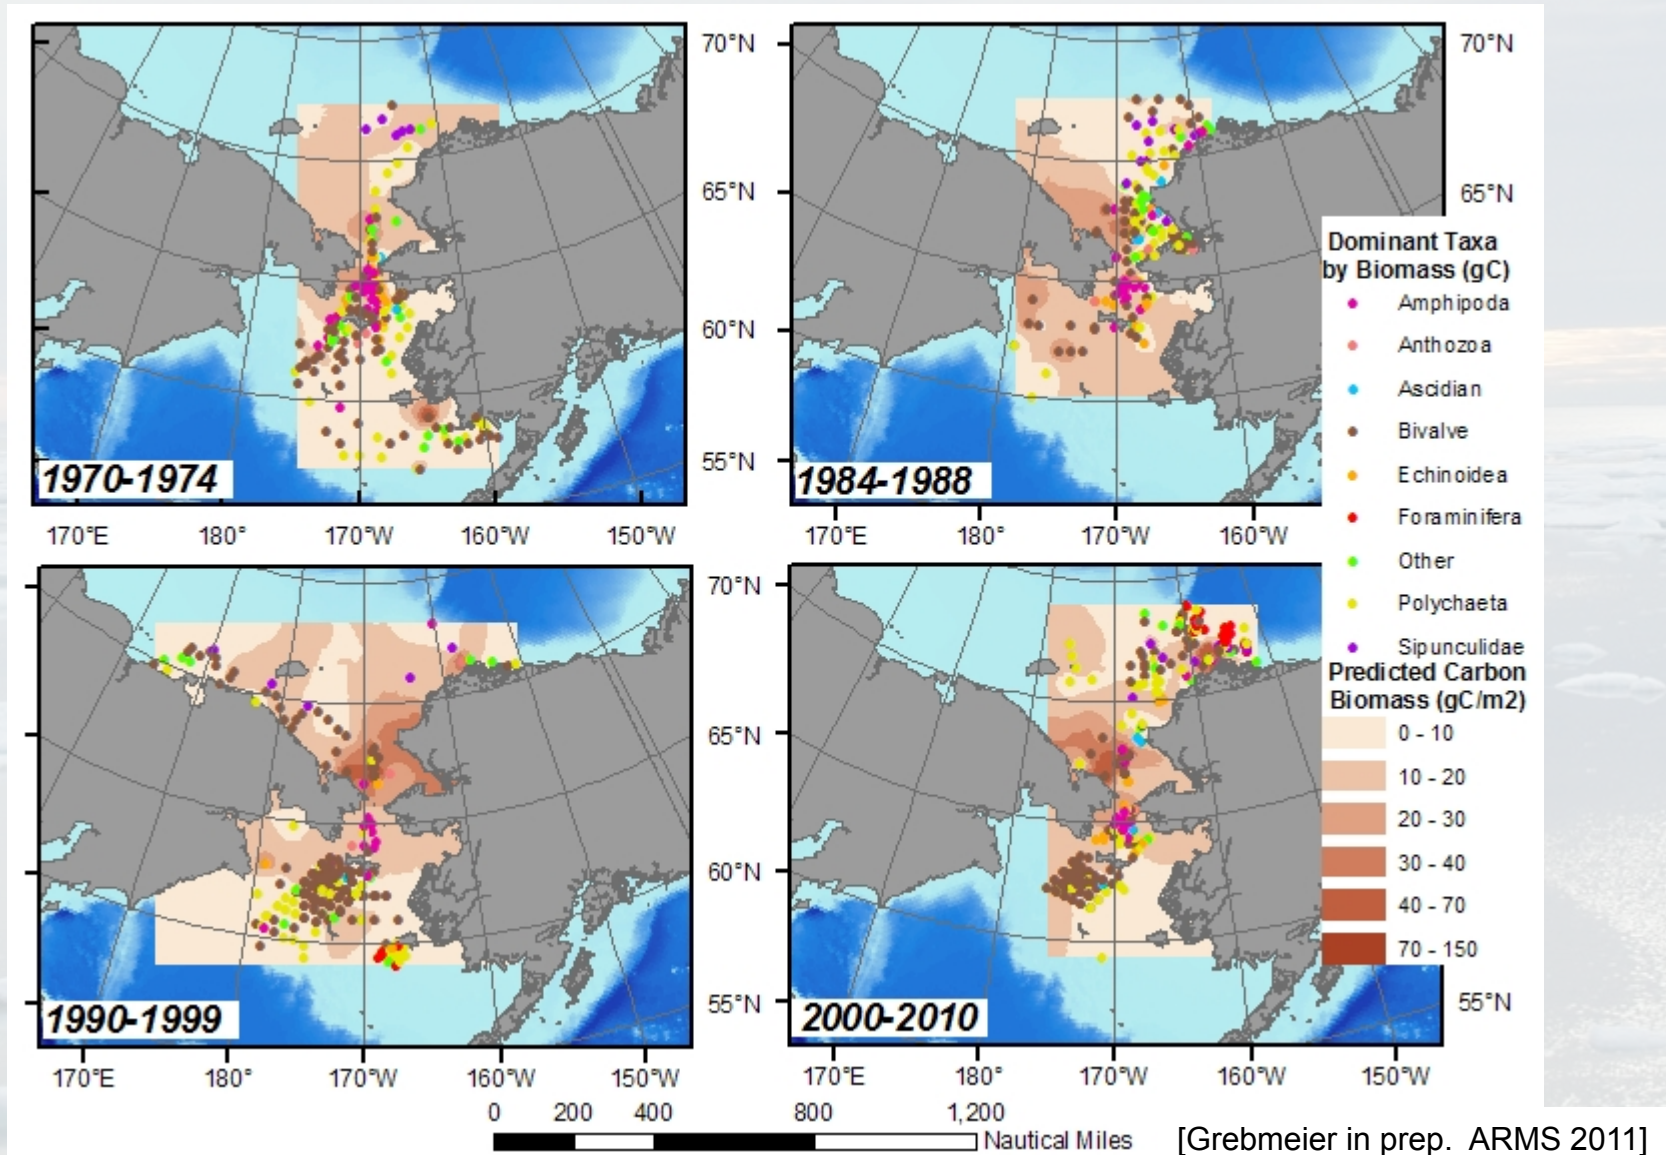 70°N
65°N
60°N
55°N
1970-1974
170°E 180° 170°W 160°W 150°W
70°N
65°N
1984-1988
170°E 180° 170°W 160°W
Dominant Taxa
by Biomass (gC)
Amphipoda
Anthozoa
Ascidian
Bivalve
Echinoidea
Foraminifera
Other
Polychaeta
Sipunculidae
Predicted Carbon
Biomass (gC/m2)
0 - 10
10 - 20
20 - 30
30 - 40
40 - 70
70 - 150
70°N
65°N
60°N
55°N
1990-1999
170°E 180° 170°W 160°W 150°W
55°N
2000-2010
170°E 180° 170°W 160°W 150°W
0 200 400 800 1,200
Nautical Miles
[Grebmeier in prep. ARMS 2011]